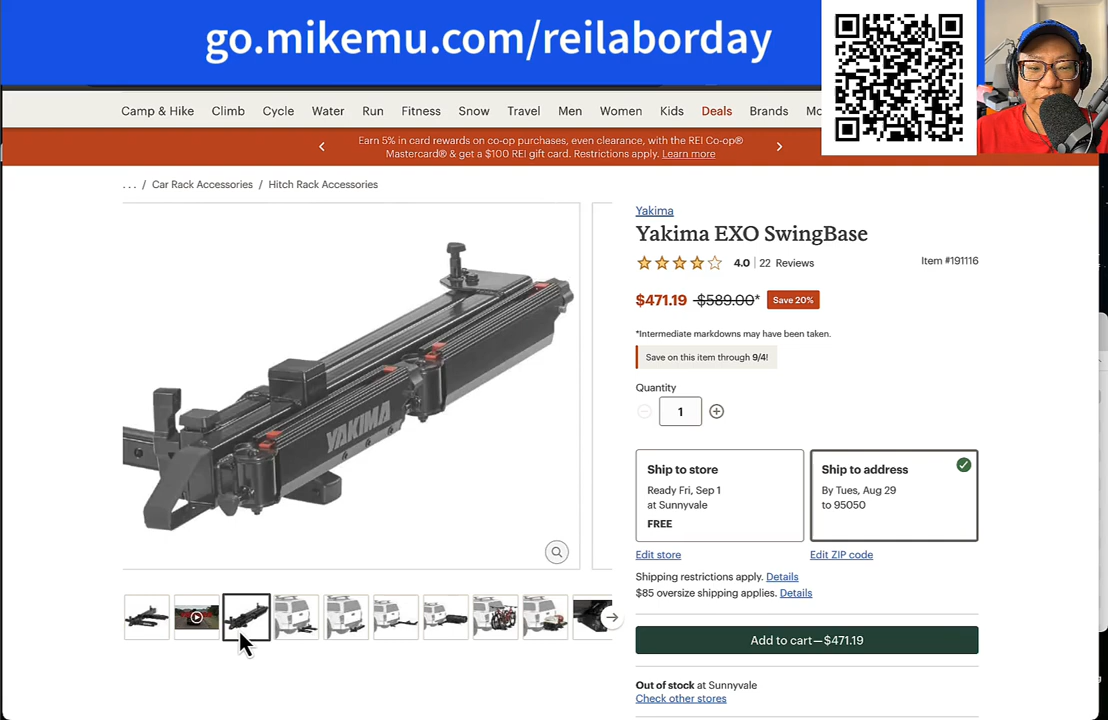 go.mikemu.com/reilaborday
Camp & Hike Climb Cycle Water Run Fitness Snow Travel Men Women Kids Deals Brands Mo
Earn 5% in card rewards on co-op purchases, even clearance, with the REI Co-op®
Mastercard® & get a $100 REI gift card. Restrictions apply. Learn more
... / Car Rack Accessories / Hitch Rack Accessories
YAKIMA
Yakima
Yakima EXO SwingBase
4.0 | 22 Reviews Item #191116
$471.19 $589.00* Save 20%
*Intermediate markdowns may have been taken.
Save on this item through 9/4!
Quantity
1
Ship to store
Ready Fri, Sep 1
at Sunnyvale
FREE
Ship to address
By Tues, Aug 29
to 95050
Edit store Edit ZIP code
Shipping restrictions apply. Details
$85 oversize shipping applies. Details
Add to cart—$471.19
Out of stock at Sunnyvale
Check other stores